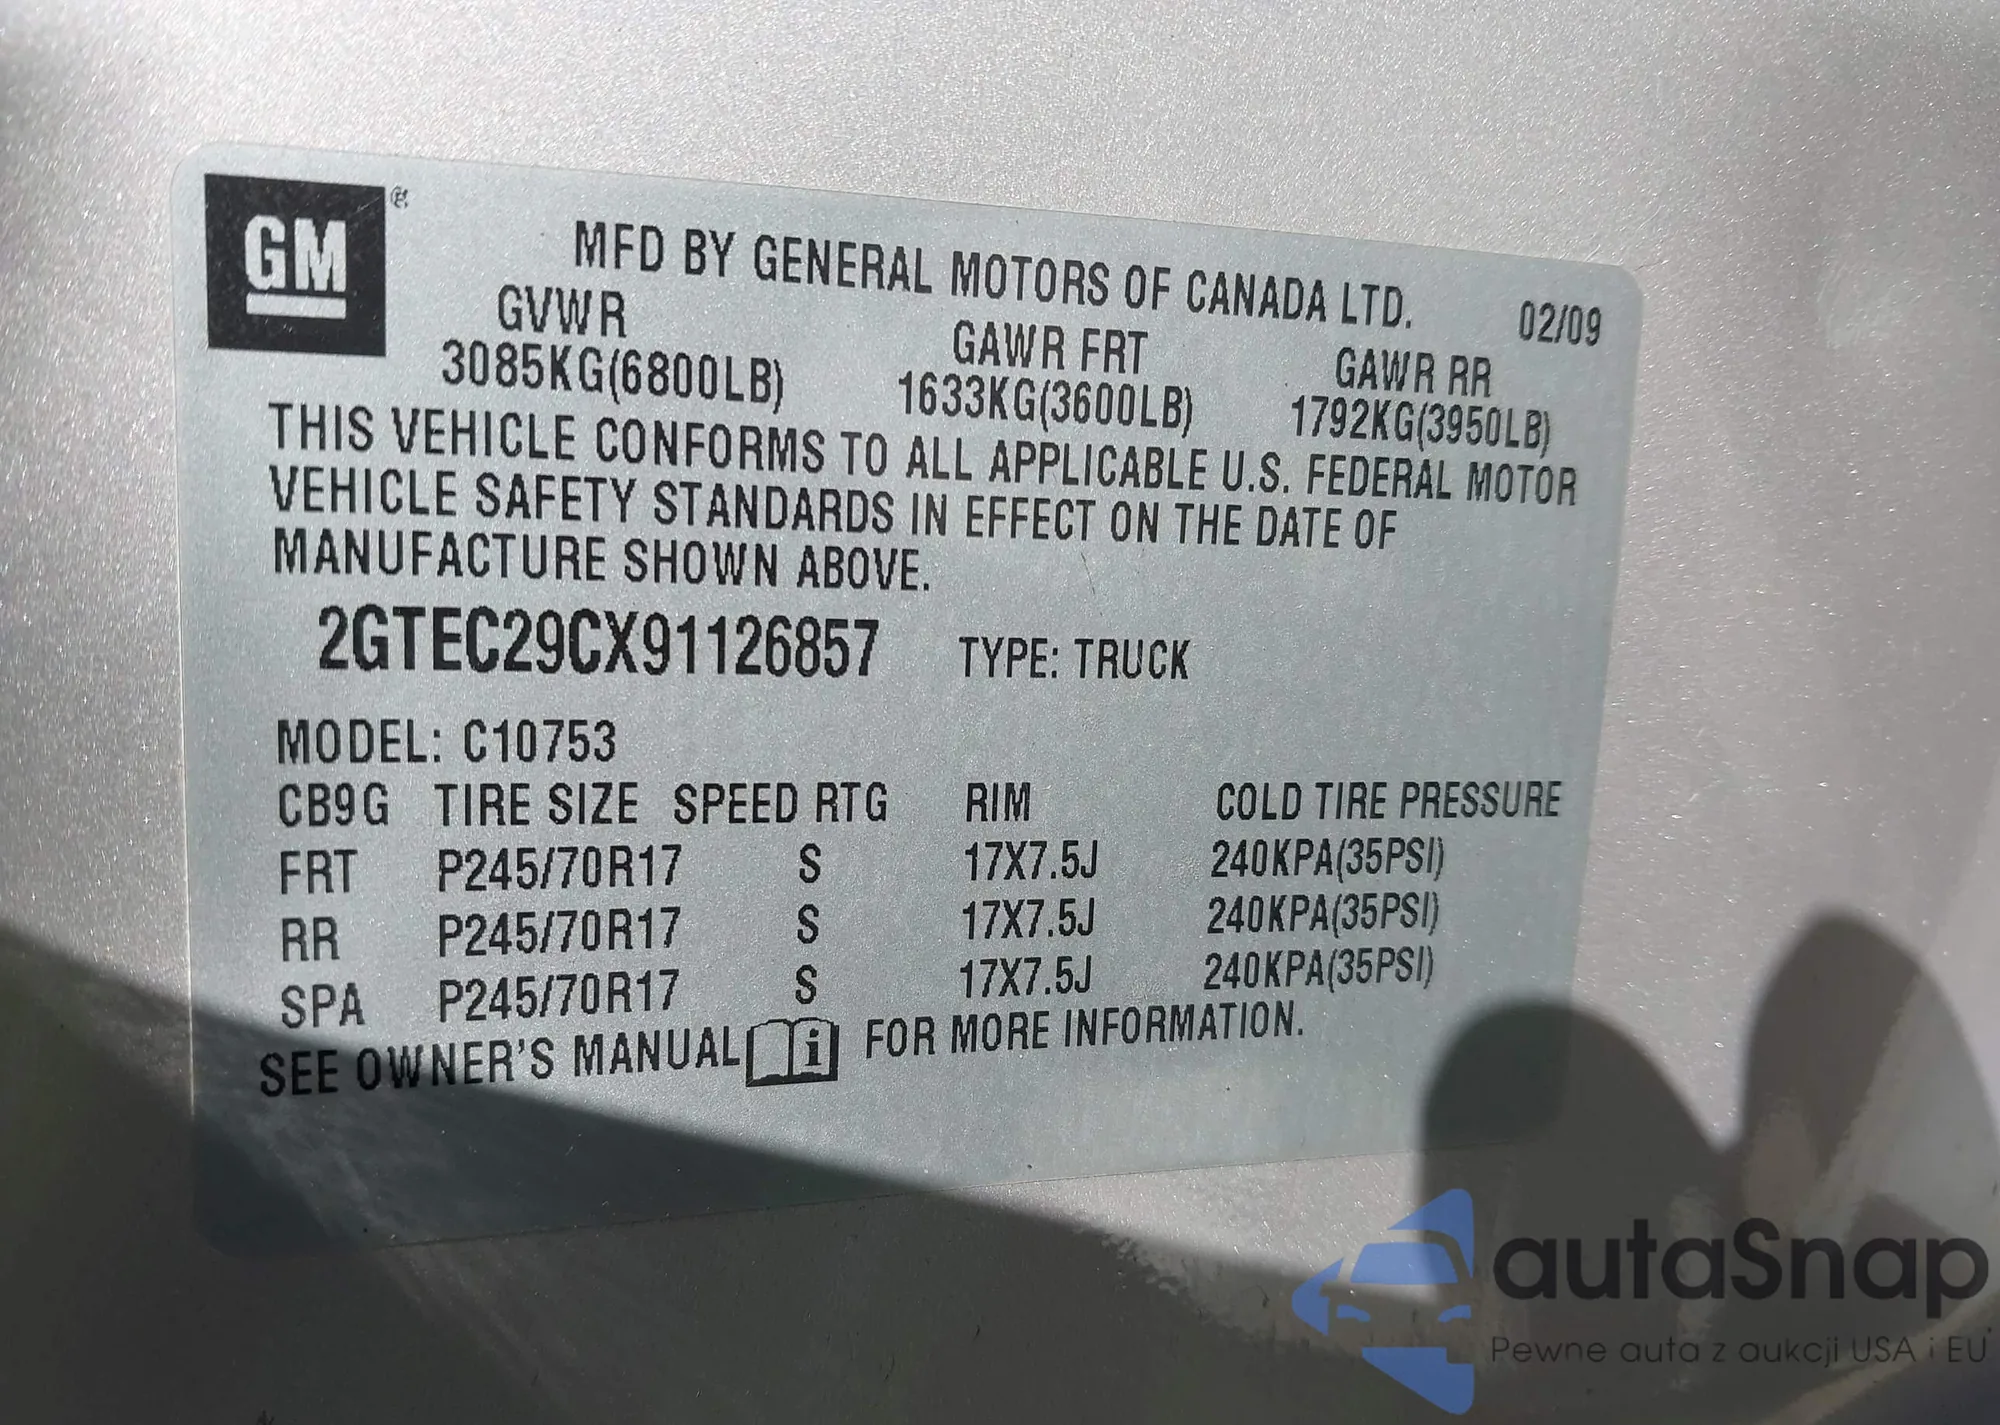 GM ®
MFD BY GENERAL MOTORS OF CANADA LTD.
02/09
GVWR GAWR FRT GAWR RR
3085KG(6800LB) 1633KG(3600LB) 1792KG(3950LB)
THIS VEHICLE CONFORMS TO ALL APPLICABLE U.S. FEDERAL MOTOR
VEHICLE SAFETY STANDARDS IN EFFECT ON THE DATE OF
MANUFACTURE SHOWN ABOVE.
2GTEC29CX91126857 TYPE: TRUCK
MODEL: C10753
CB9G TIRE SIZE SPEED RTG RIM COLD TIRE PRESSURE
FRT P245/70R17 S 17X7.5J 240KPA(35PSI)
RR P245/70R17 S 17X7.5J 240KPA(35PSI)
SPA P245/70R17 S 17X7.5J 240KPA(35PSI)
SEE OWNER'S MANUAL i FOR MORE INFORMATION.
autaSnap
Pewne auta z aukcji USA i EU